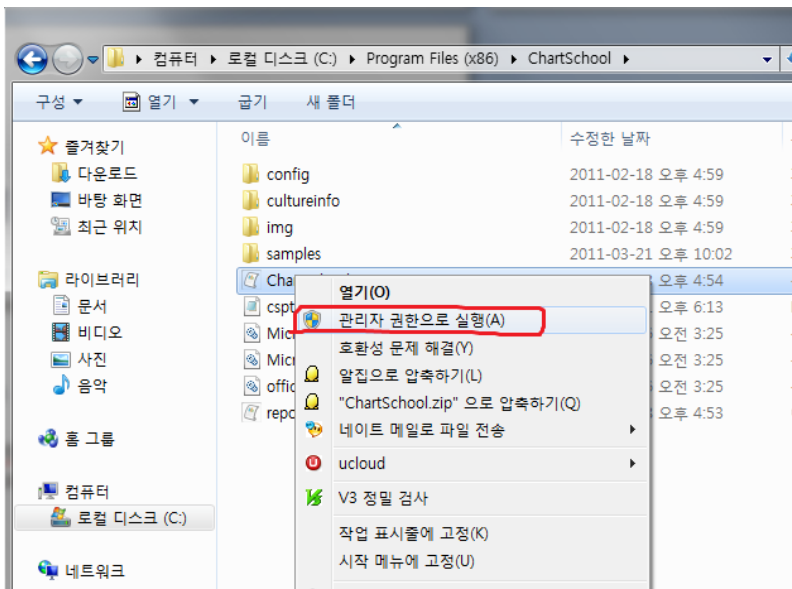 컴퓨터 ▸ 로컬 디스크 (C:) ▸ Program Files (x86) ▸ ChartSchool ▸
구성 열기 굽기 새 폴더
즐겨찾기
다운로드
바탕 화면
최근 위치
라이브러리
문서
비디오
사진
음악
홈 그룹
컴퓨터
로컬 디스크 (C:)
네트워크
이름 수정한 날짜
config 2011-02-18 오후 4:59
cultureinfo 2011-02-18 오후 4:59
img 2011-02-18 오후 4:59
samples 2011-03-21 오후 10:02
오후 4:54
오후 6:13
오전 3:25
오전 3:25
오전 3:25
오후 4:53
열기(O)
관리자 권한으로 실행(A)
호환성 문제 해결(Y)
알집으로 압축하기(L)
"ChartSchool.zip" 으로 압축하기(Q)
네이트 메일로 파일 전송
ucloud
V3 정밀 검사
작업 표시줄에 고정(K)
시작 메뉴에 고정(U)